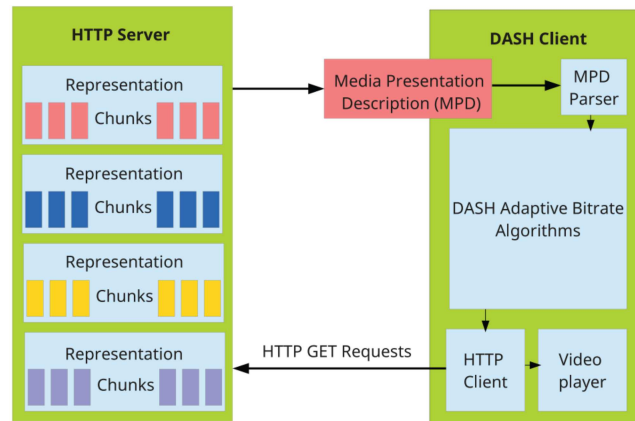 HTTP Server
Representation
Chunks
Representation
Chunks
Representation
Chunks
Representation
Chunks
Media Presentation
Description (MPD)
DASH Client
MPD
Parser
DASH Adaptive Bitrate
Algorithms
HTTP GET Requests
HTTP
Client
Video
player